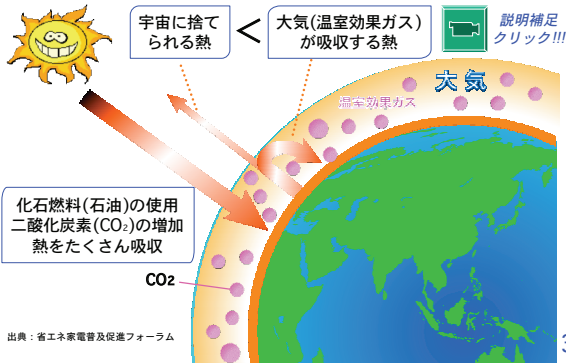 宇宙に捨て
られる熱
<
大気(温室効果ガス)
が吸収する熱
説明補足
クリック!!!
大気
温室効果ガス
化石燃料(石油)の使用
二酸化炭素(CO₂)の増加
熱をたくさん吸収
CO2
出典：省エネ家電普及促進フォーラム